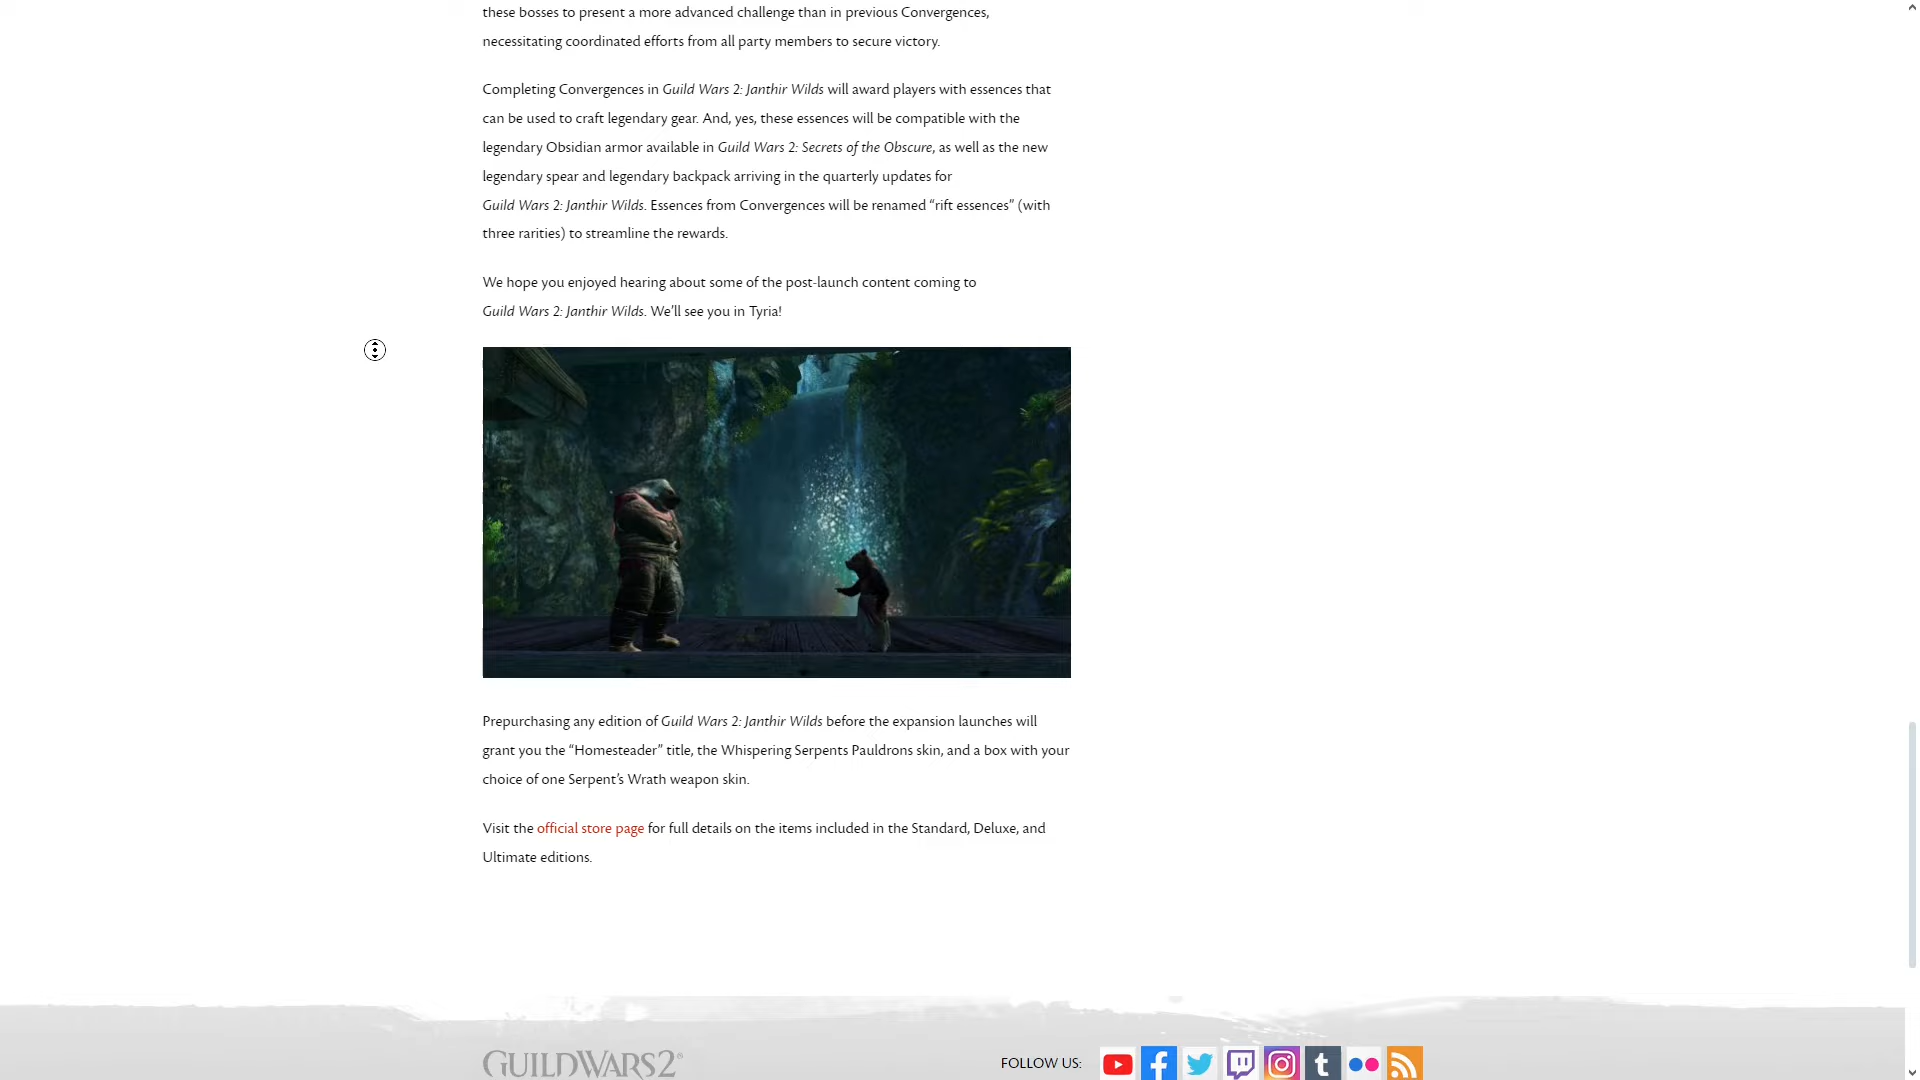 these bosses to present a more advanced challenge than in previous Convergences,
necessitating coordinated efforts from all party members to secure victory.
Completing Convergences in Guild Wars 2: Janthir Wilds will award players with essences that
can be used to craft legendary gear. And, yes, these essences will be compatible with the
legendary Obsidian armor available in Guild Wars 2: Secrets of the Obscure, as well as the new
legendary spear and legendary backpack arriving in the quarterly updates for
Guild Wars 2: Janthir Wilds. Essences from Convergences will be renamed “rift essences” (with
three rarities) to streamline the rewards.
We hope you enjoyed hearing about some of the post-launch content coming to
Guild Wars 2: Janthir Wilds. We’ll see you in Tyria!
Prepurchasing any edition of Guild Wars 2: Janthir Wilds before the expansion launches will
grant you the “Homesteader” title, the Whispering Serpents Pauldrons skin, and a box with your
choice of one Serpent’s Wrath weapon skin.
Visit the official store page for full details on the items included in the Standard, Deluxe, and
Ultimate editions.
GUILDWARS2®
FOLLOW US: